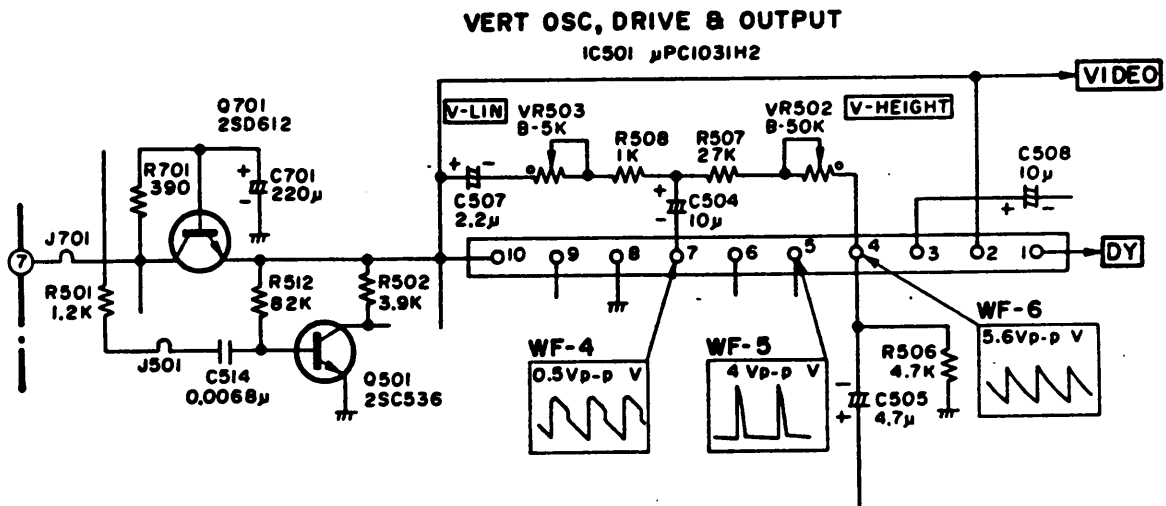 VERT OSC, DRIVE & OUTPUT
IC501 μPC1031H2
VIDEO
Q701
2SD612
V-LIN
VR503
B-5K
R508
1K
R507
27K
VR502
B-50K
V-HEIGHT
R701
390
+
-
C701
220μ
+ -
C507
2.2μ
+
-
C504
10μ
C508
10μ
+ -
J701
7
10
9
8
7
6
5
4
3
2
1
DY
R501
1.2K
R512
82K
R502
3.9K
J501
C514
0.0068μ
Q501
2SC536
WF-4
0.5Vp-p V
WF-5
4Vp-p V
WF-6
5.6Vp-p V
R506
4.7K
-
+
C505
4.7μ